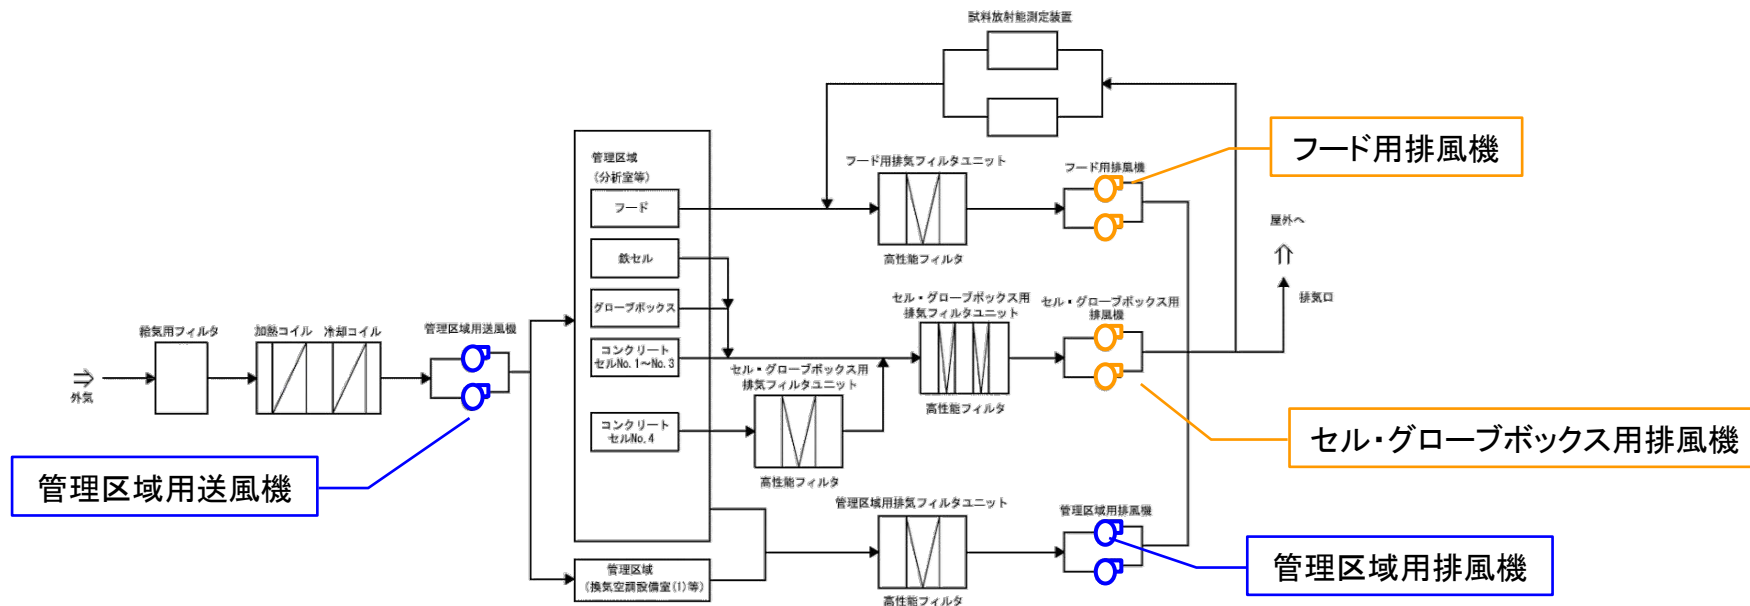 試料放射能測定装置
フード用排風機
管理区域
(分析室等)
フード用排気フィルタユニット
フード用排風機
フード
屋外へ
鉄セル
高性能フィルタ
グローブボックス
セル・グローブボックス用
排気フィルタユニット
セル・グローブボックス用
排風機
排気口
給気用フィルタ
加熱コイル
冷却コイル
管理区域用送風機
コンクリート
セルNo.1～No.3
セル・グローブボックス用
排気フィルタユニット
外気
高性能フィルタ
コンクリート
セルNo.4
セル・グローブボックス用排風機
管理区域用送風機
高性能フィルタ
管理区域用排気フィルタユニット
管理区域用排風機
管理区域
(換気空調設備室(1)等)
管理区域用排風機
高性能フィルタ